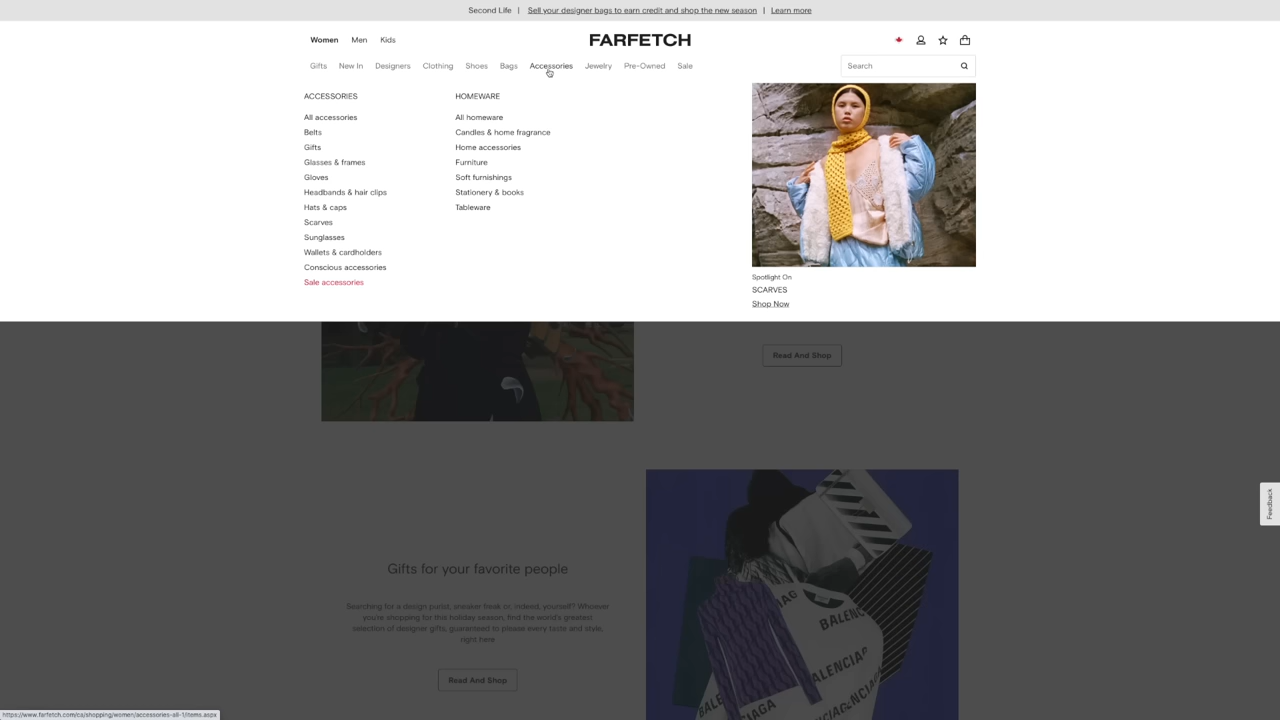 Second Life | Sell your designer bags to earn credit and shop the new season | Learn more
Women Men Kids
FARFETCH
Gifts New In Designers Clothing Shoes Bags Accessories Jewelry Pre-Owned Sale
Search
ACCESSORIES
All accessories
Belts
Gifts
Glasses & frames
Gloves
Headbands & hair clips
Hats & caps
Scarves
Sunglasses
Wallets & cardholders
Conscious accessories
Sale accessories
HOMEWARE
All homeware
Candles & home fragrance
Home accessories
Furniture
Soft furnishings
Stationery & books
Tableware
Spotlight On
SCARVES
Shop Now
Read And Shop
Feedback
Gifts for your favorite people
Searching for a design purist, sneaker freak or, indeed, yourself? Whoever
you're shopping for this holiday season, find the world's greatest
selection of designer gifts, guaranteed to please every taste and style,
right here
Read And Shop
BALENC
BALENCIAGA
https://www.farfetch.com/ca/shopping/women/accessories-all-1/items.aspx